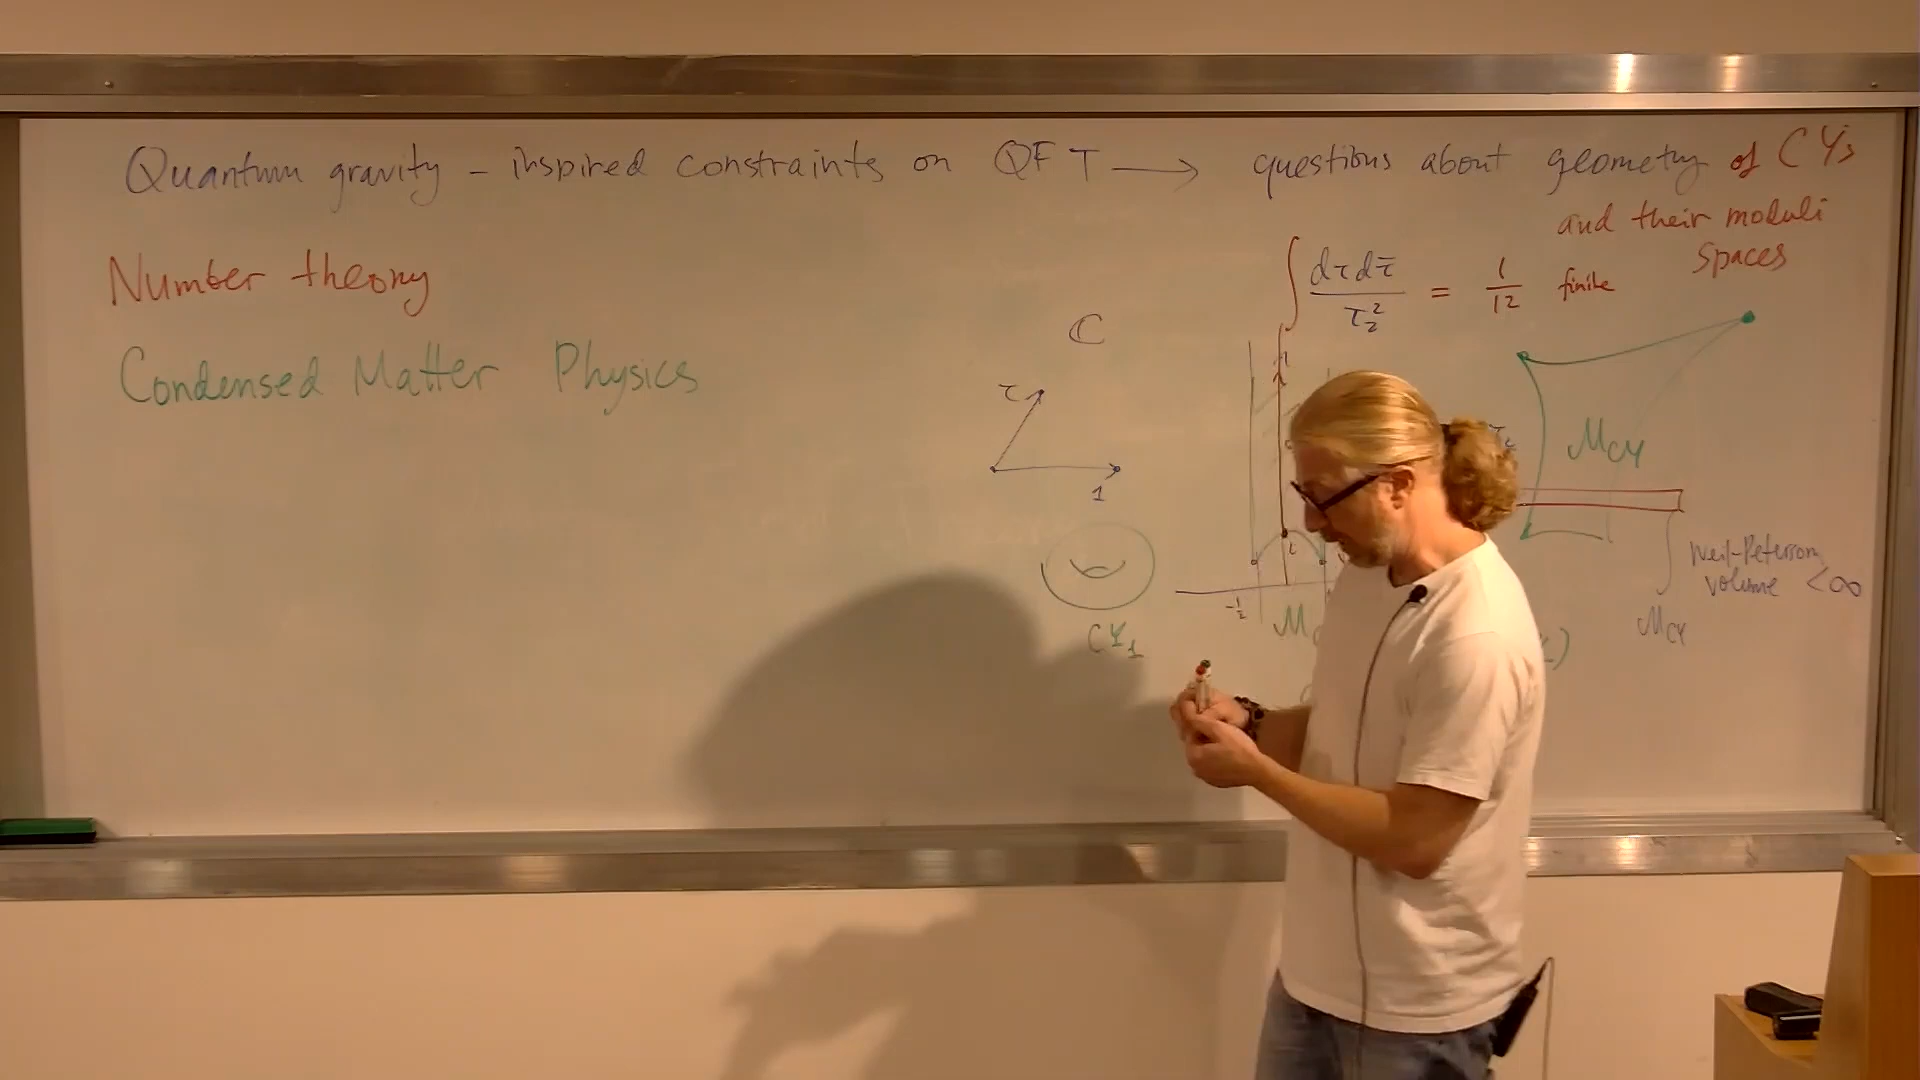 Quantum gravity - inspired constraints on QFT → questions about geometry of CYs
and their moduli
spaces
Number theory
∫ dτdτ̄ / τ₂² = 1/12 finite
ℂ
Condensed Matter Physics
τ
1
M_CY
i
Weil-Peterson
volume < ∞
-1/2
CY₁
M_CY